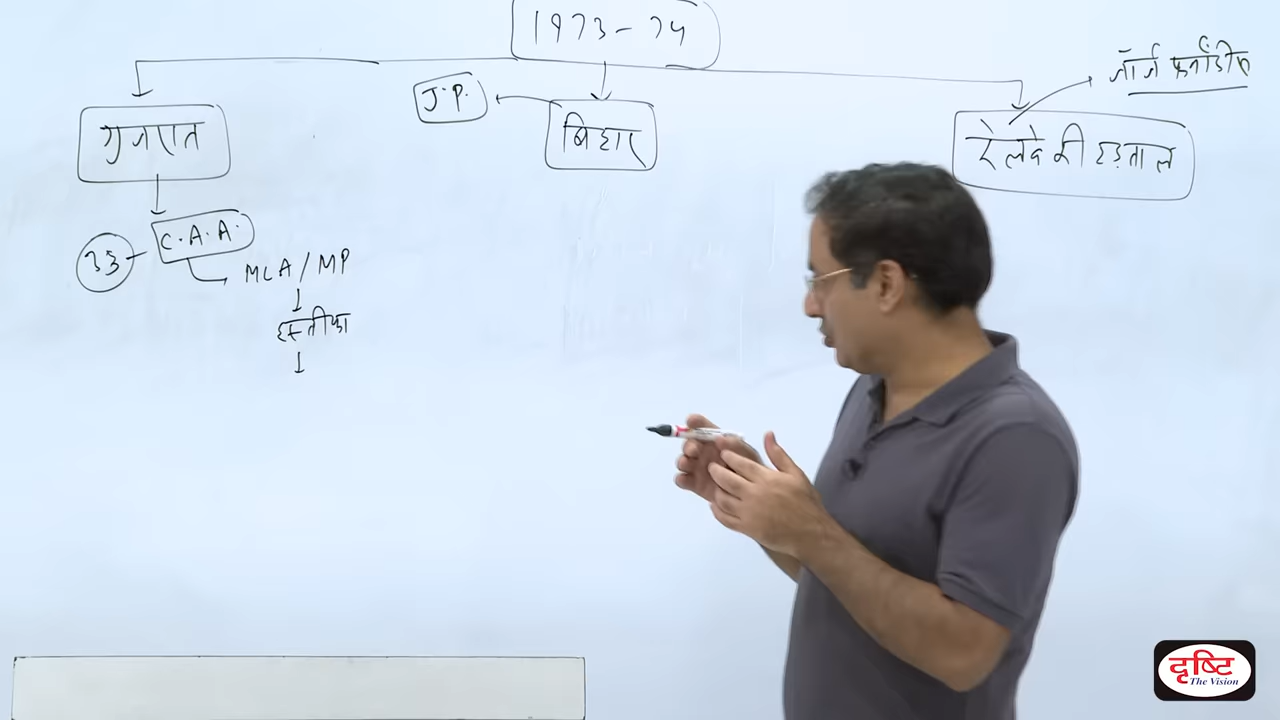 1973-74
जॉर्ज फर्नांडीस
J.P.
गुजरात
बिहार
रेलवे की हड़ताल
33
C.A.A.
MLA/MP
इस्तीफा
दृष्टि
The Vision